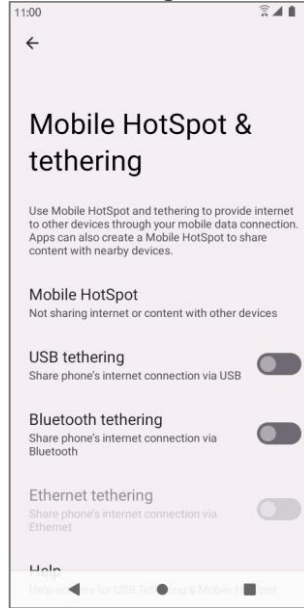 11:00
Mobile HotSpot &
tethering
Use Mobile HotSpot and tethering to provide internet
to other devices through your mobile data connection.
Apps can also create a Mobile HotSpot to share
content with nearby devices.
Mobile HotSpot
Not sharing internet or content with other devices
USB tethering
Share phone's internet connection via USB
Bluetooth tethering
Share phone's internet connection via
Bluetooth
Ethernet tethering
Share phone's internet connection via
Ethernet
Help
for USB Tethering & Mobile